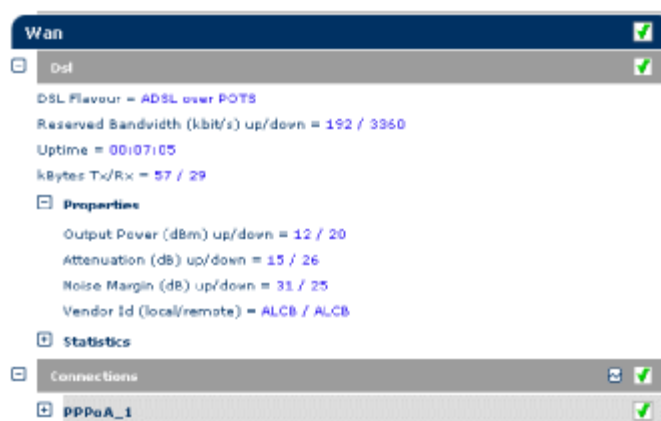 Wan
Dsl
DSL Flavour = ADSL over POTS
Reserved Bandwidth (kbit/s) up/down = 192 / 3360
Uptime = 00:07:05
kBytes Tx/Rx = 57 / 29
Properties
Output Power (dBm) up/down = 12 / 20
Attenuation (dB) up/down = 15 / 26
Noise Margin (dB) up/down = 31 / 25
Vendor Id (local/remote) = ALCB / ALCB
Statistics
Connections
PPPoA_1